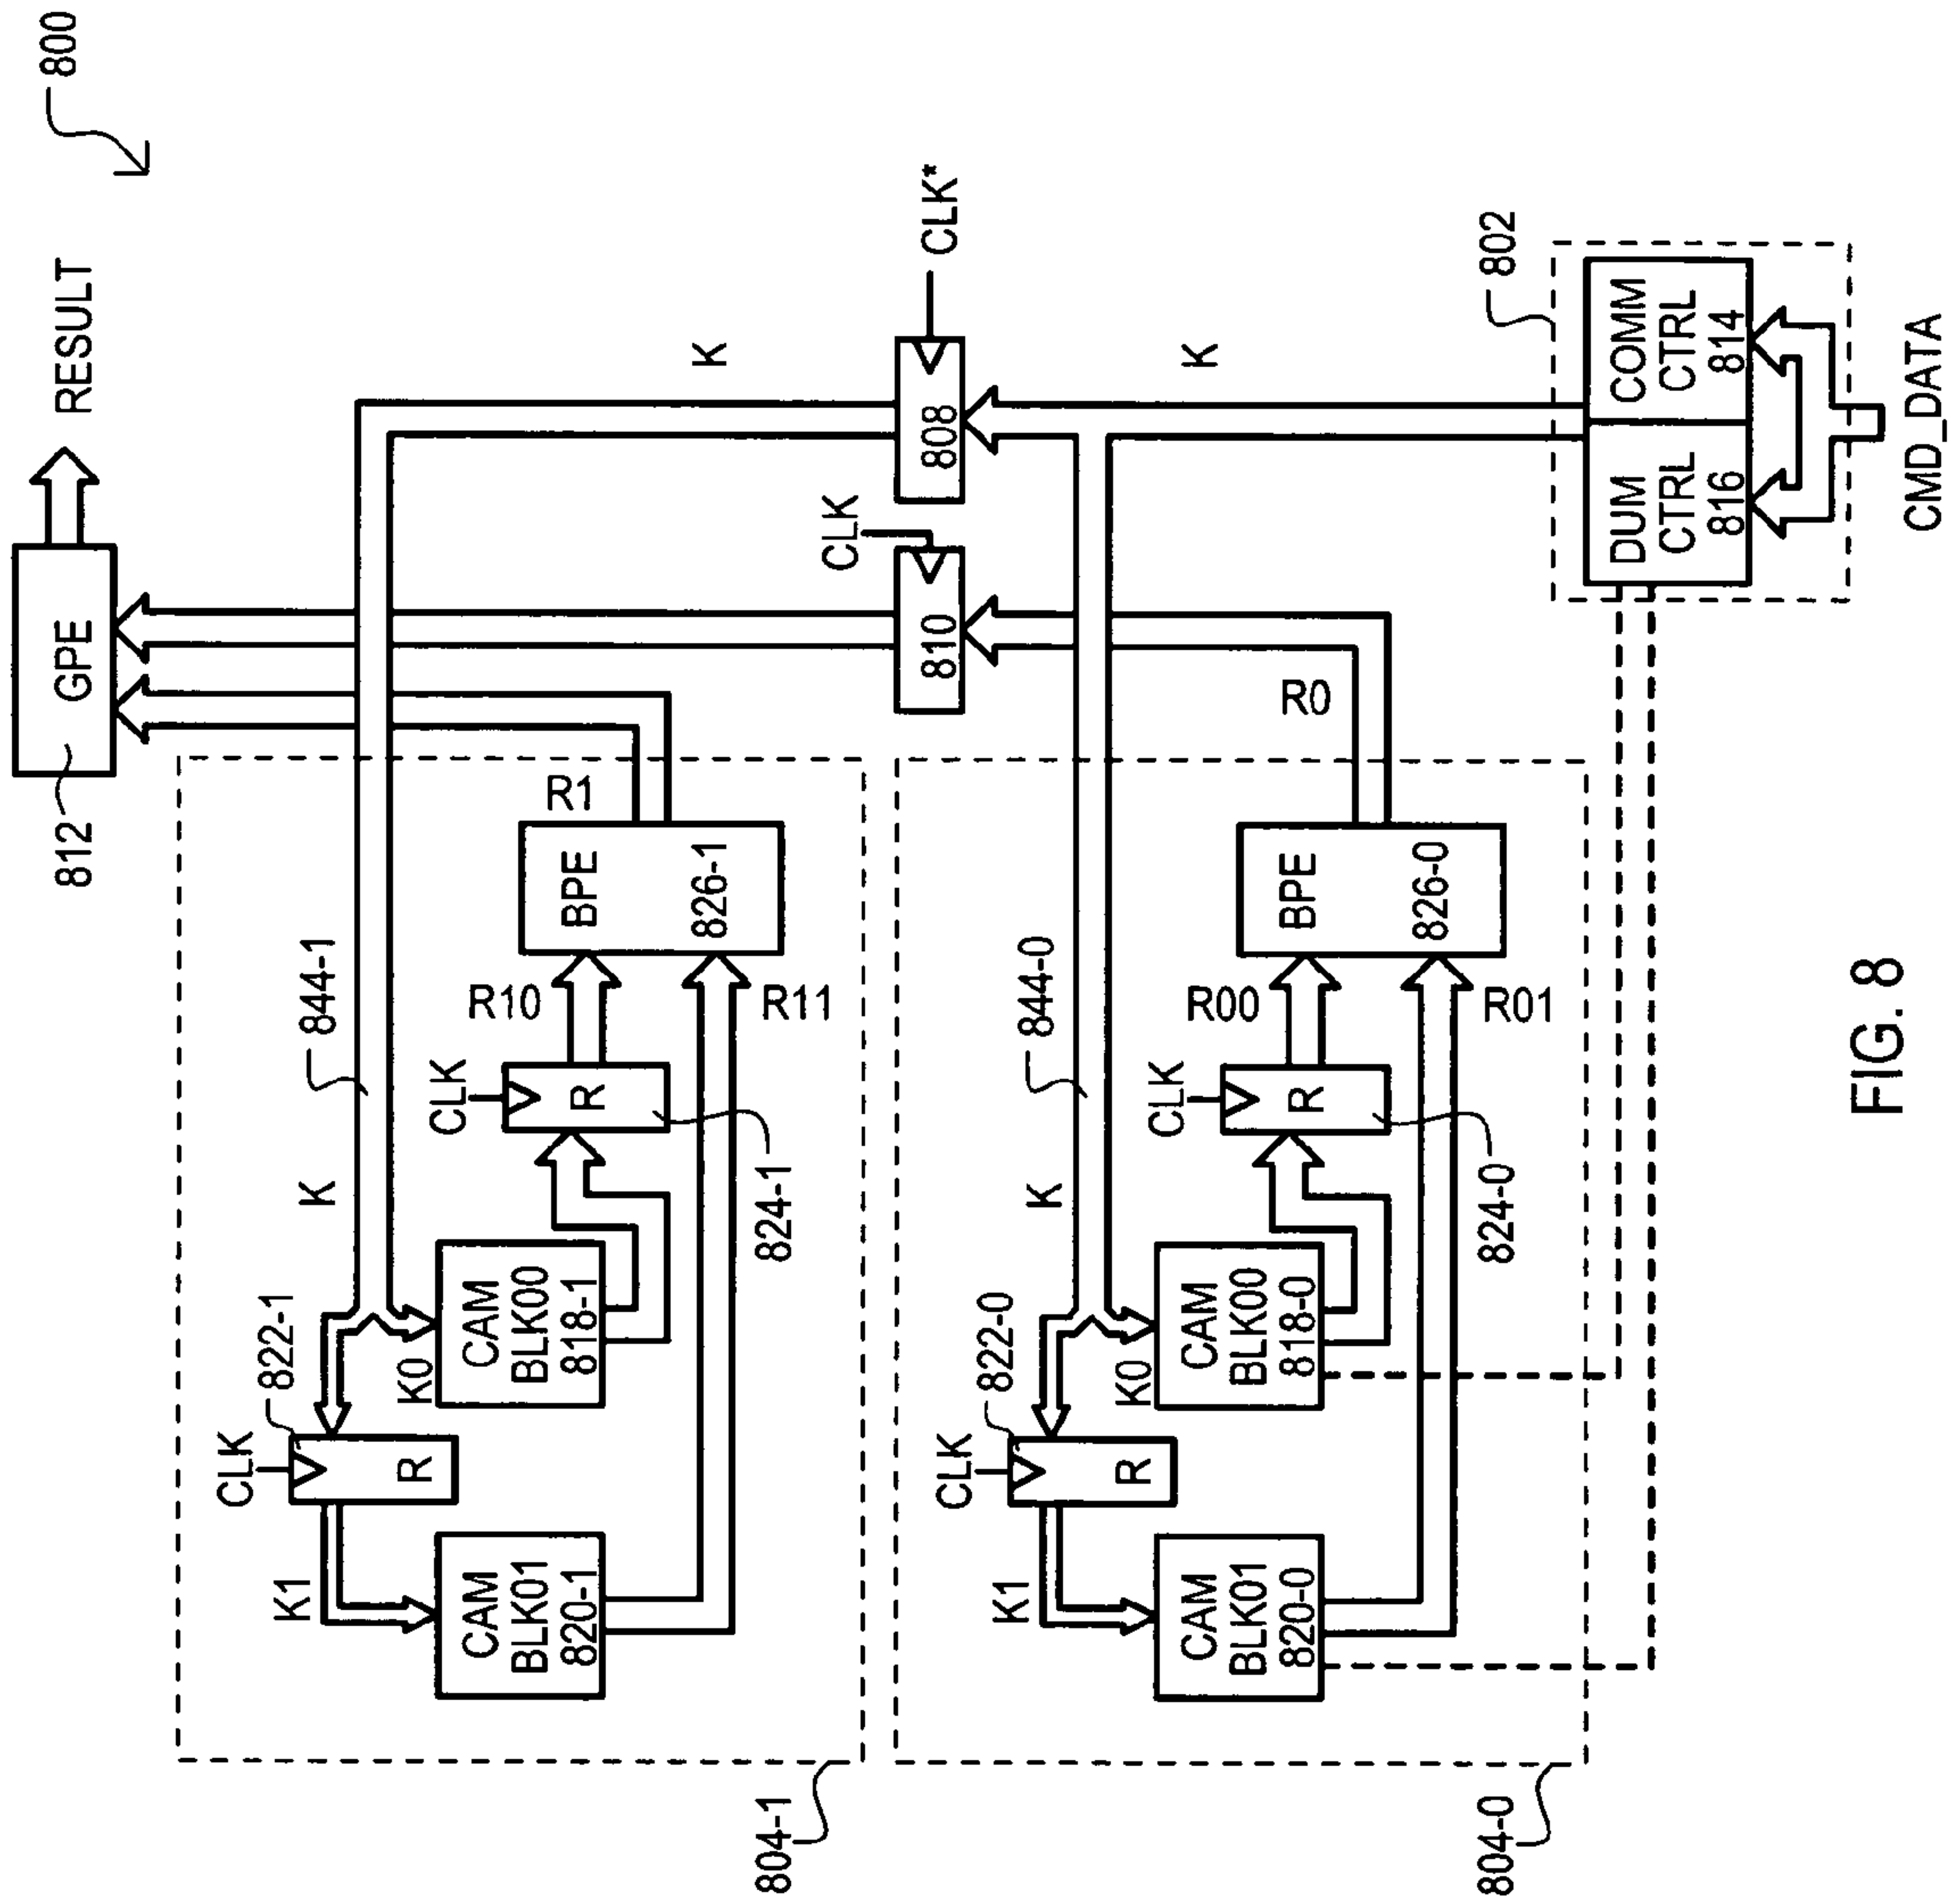 800
RESULT
GPE
812
844-1
K
K
822-1
CLK
R
K1
K0
CAM
BLK01
820-1
CAM
BLK00
818-1
CLK
R
824-1
R10
R11
BPE
826-1
R1
804-1
CLK
810
808
CLK*
K
844-0
K
822-0
CLK
R
K1
K0
CAM
BLK01
820-0
CAM
BLK00
818-0
CLK
R
824-0
R00
R01
BPE
826-0
R0
804-0
802
DUM
CTRL
816
COMM
CTRL
814
CMD_DATA
FIG. 8